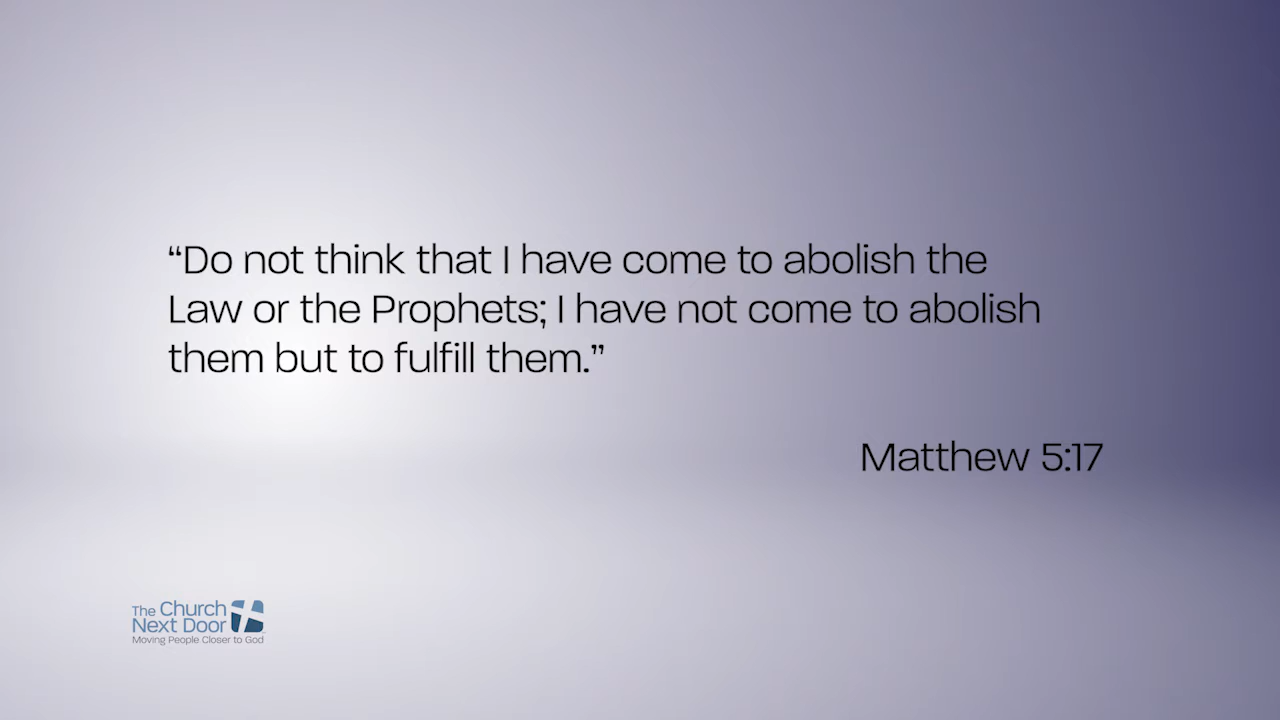 “Do not think that I have come to abolish the
Law or the Prophets; I have not come to abolish
them but to fulfill them.”
Matthew 5:17
The Church
Next Door
Moving People Closer to God